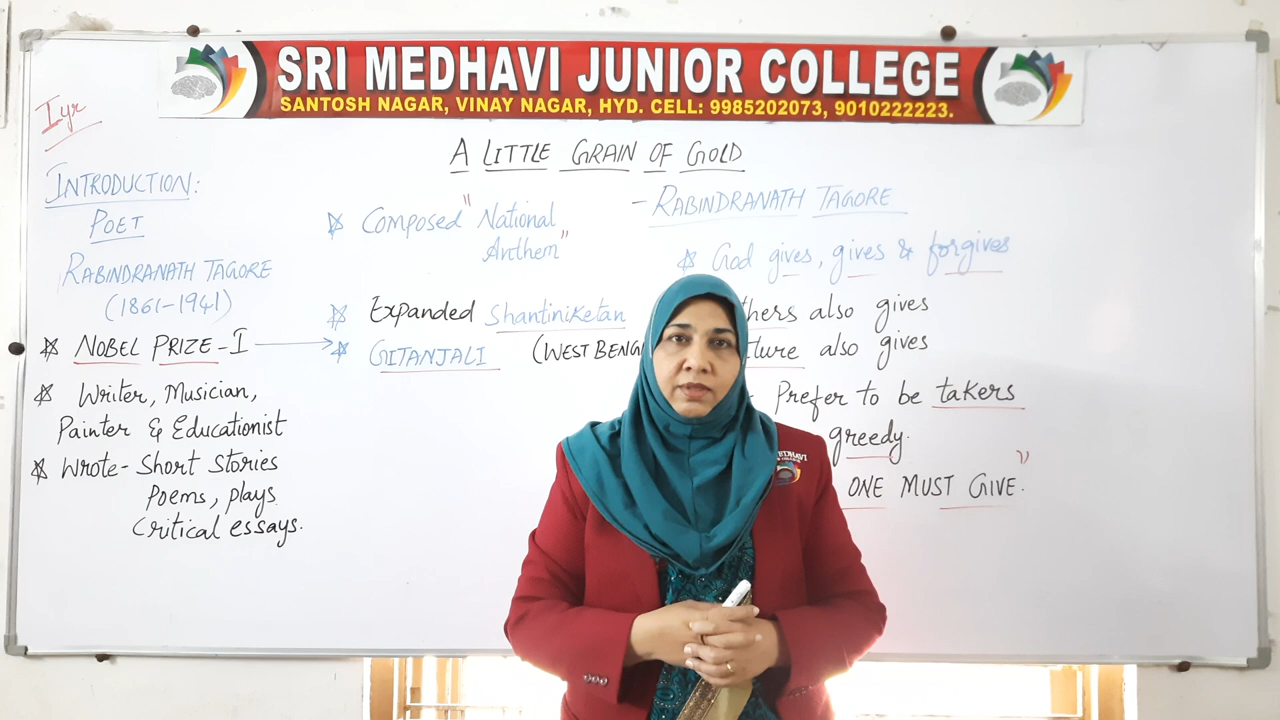 SRI MEDHAVI JUNIOR COLLEGE
SANTOSH NAGAR, VINAY NAGAR, HYD. CELL: 9985202073, 9010222223.
I yr
A LITTLE GRAIN OF GOLD
- RABINDRANATH TAGORE
INTRODUCTION:
POET
RABINDRANATH TAGORE
(1861-1941)
NOBEL PRIZE - I
Writer, Musician,
Painter & Educationist
Wrote - Short Stories
Poems, plays
Critical essays.
Composed "National
Anthem"
Expanded Shantiniketan
GITANJALI (WEST BENG
God gives, gives & forgives
thers also gives
ture also gives
Prefer to be takers
greedy.
ONE MUST GIVE."
MEDHAVI